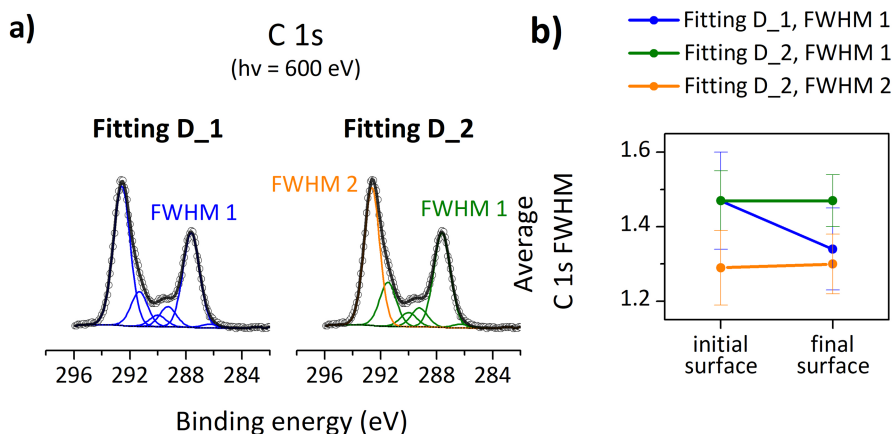 a)
C 1s
(hv = 600 eV)
Fitting D_1
Fitting D_2
FWHM 1
FWHM 2
FWHM 1
296 292 288 284
296 292 288 284
Binding energy (eV)
b)
Fitting D_1, FWHM 1
Fitting D_2, FWHM 1
Fitting D_2, FWHM 2
Average
C 1s FWHM
1.6
1.4
1.2
initial
surface
final
surface